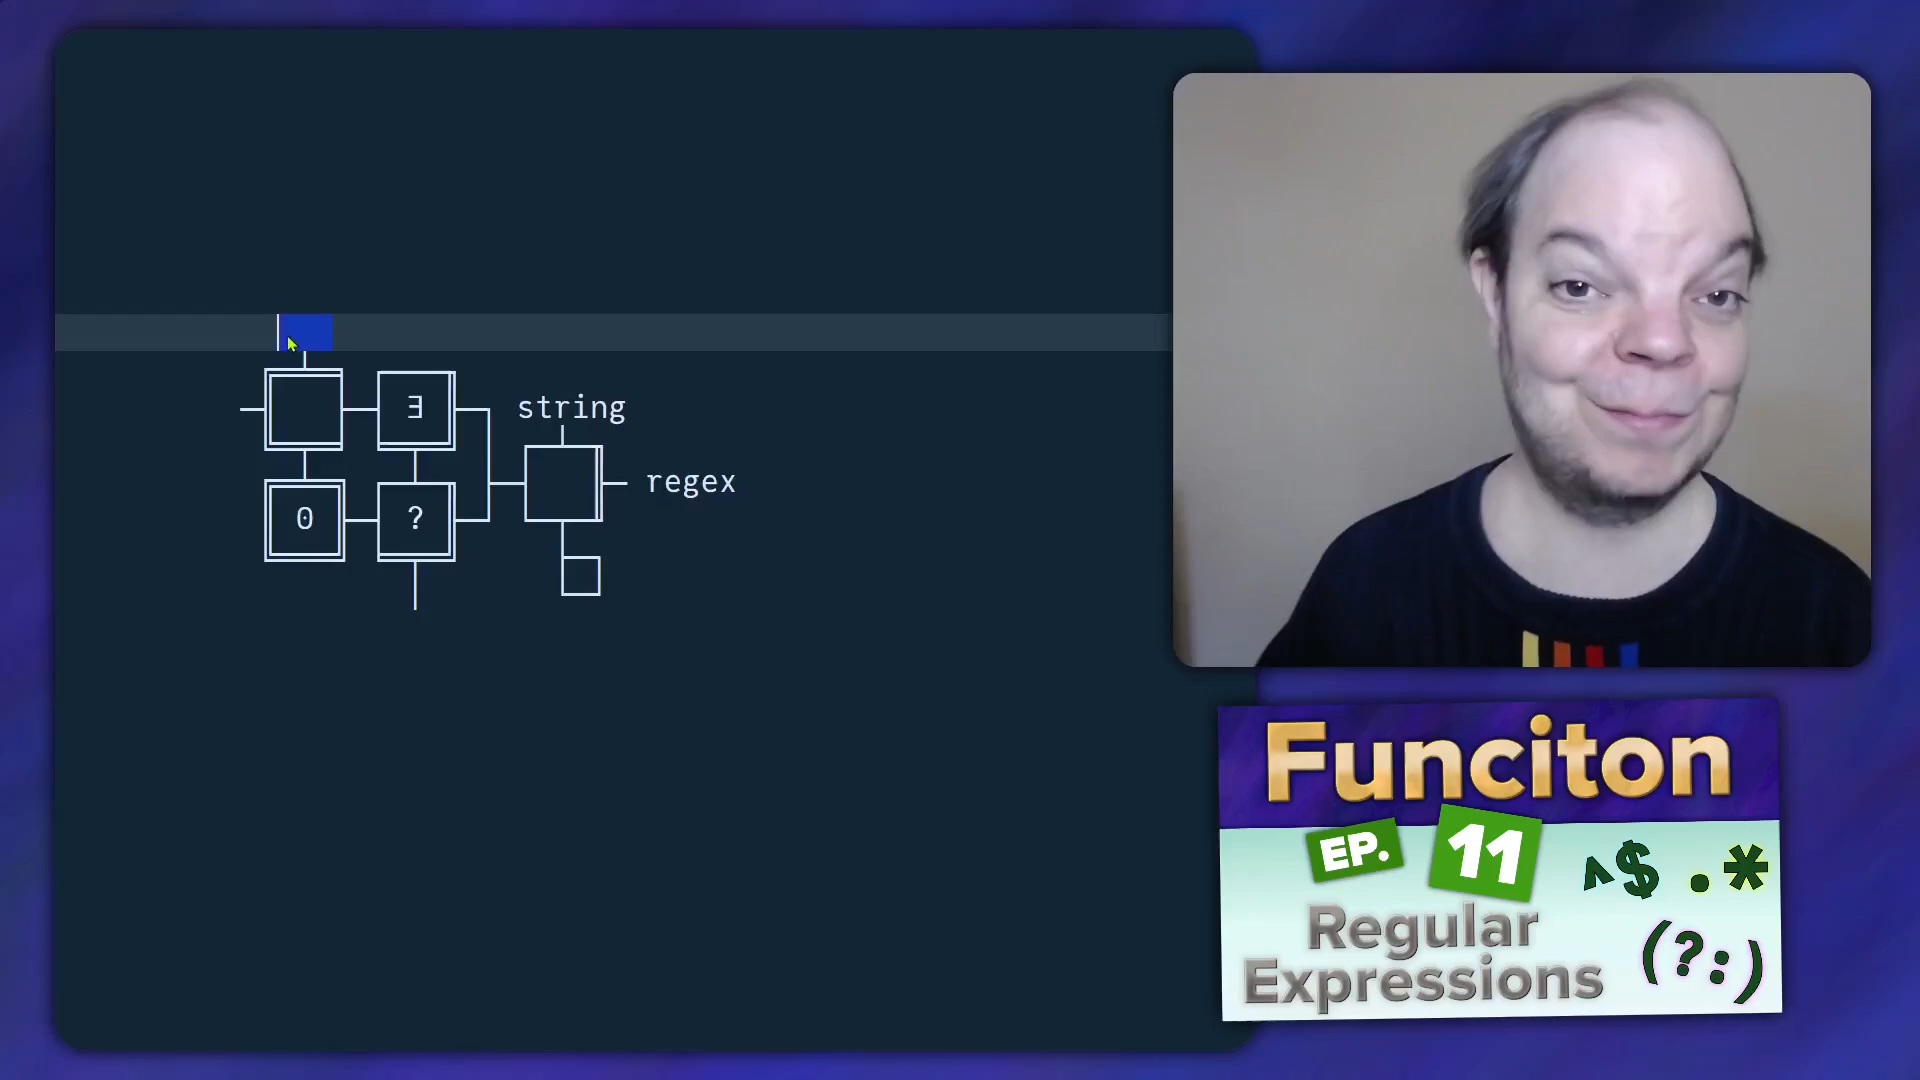 Ǝ
string
regex
0
?
Funciton
EP. 11
^$ .*
Regular
Expressions
(?:)